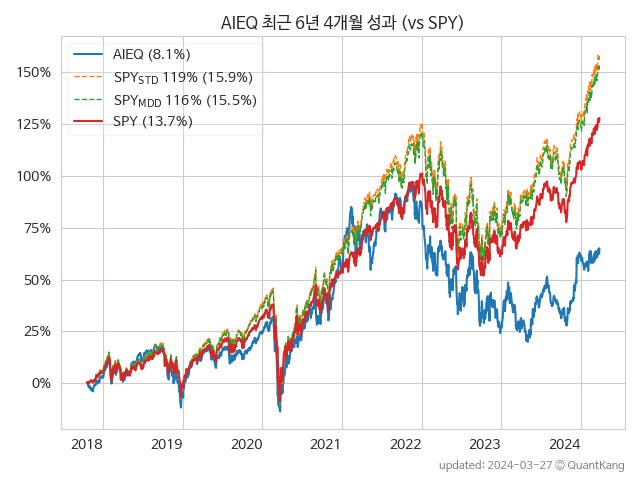 AIEQ 최근 6년 4개월 성과 (vs SPY)
AIEQ (8.1%)
SPY_STD 119% (15.9%)
SPY_MDD 116% (15.5%)
SPY (13.7%)
150%
125%
100%
75%
50%
25%
0%
2018 2019 2020 2021 2022 2023 2024
updated: 2024-03-27 © QuantKang